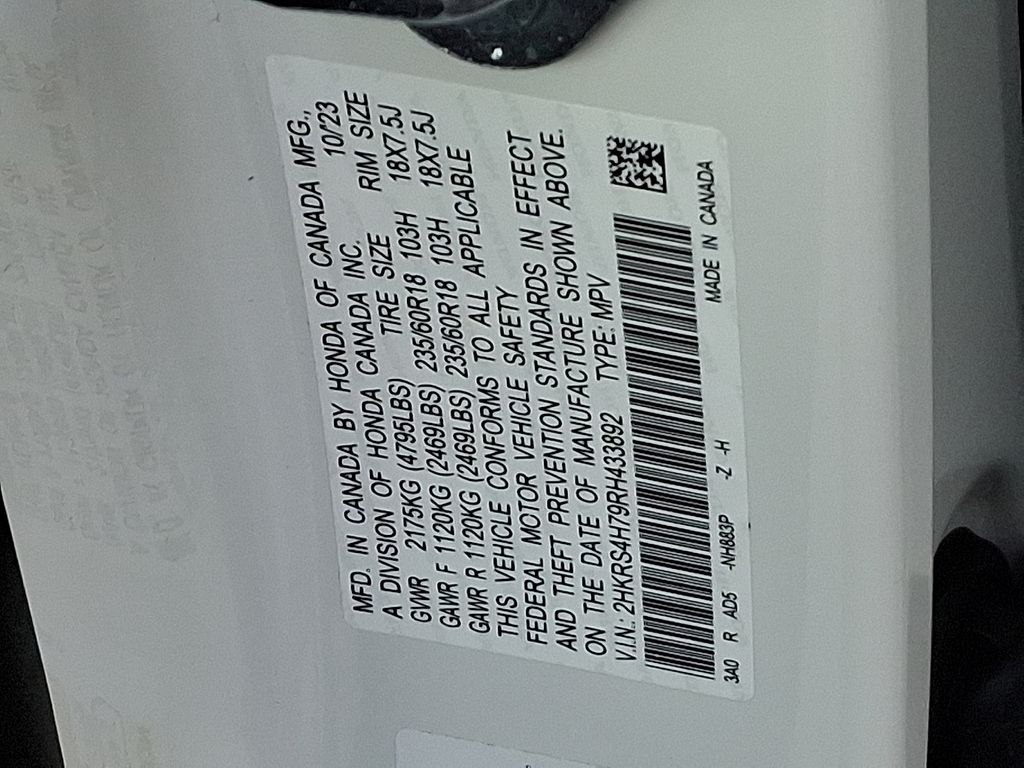 MFD. IN CANADA BY HONDA OF CANADA MFG.,
A DIVISION OF HONDA CANADA INC. 10/23
GVWR 2175KG (4795LBS) TIRE SIZE RIM SIZE
GAWR F 1120KG (2469LBS) 235/60R18 103H 18X7.5J
GAWR R 1120KG (2469LBS) 235/60R18 103H 18X7.5J
THIS VEHICLE CONFORMS TO ALL APPLICABLE
FEDERAL MOTOR VEHICLE SAFETY
AND THEFT PREVENTION STANDARDS IN EFFECT
ON THE DATE OF MANUFACTURE SHOWN ABOVE.
V.I.N.: 2HKRS4H79RH433892 TYPE: MPV
3A0 R AD5 -NH883P -Z -H MADE IN CANADA